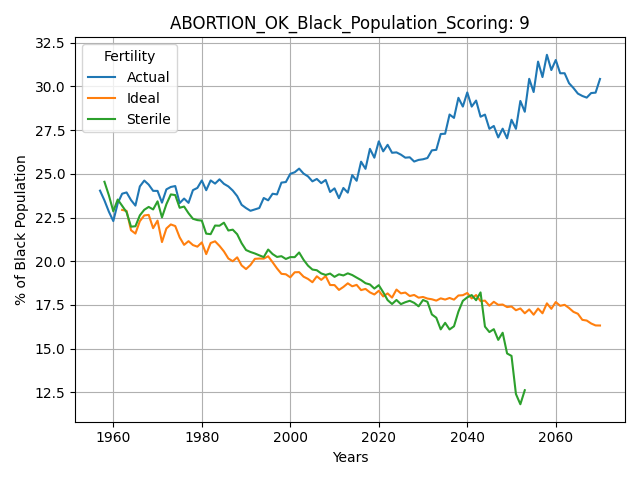 ABORTION_OK_Black_Population_Scoring: 9
Fertility
Actual
Ideal
Sterile
% of Black Population
32.5
30.0
27.5
25.0
22.5
20.0
17.5
15.0
12.5
1960 1980 2000 2020 2040 2060
Years